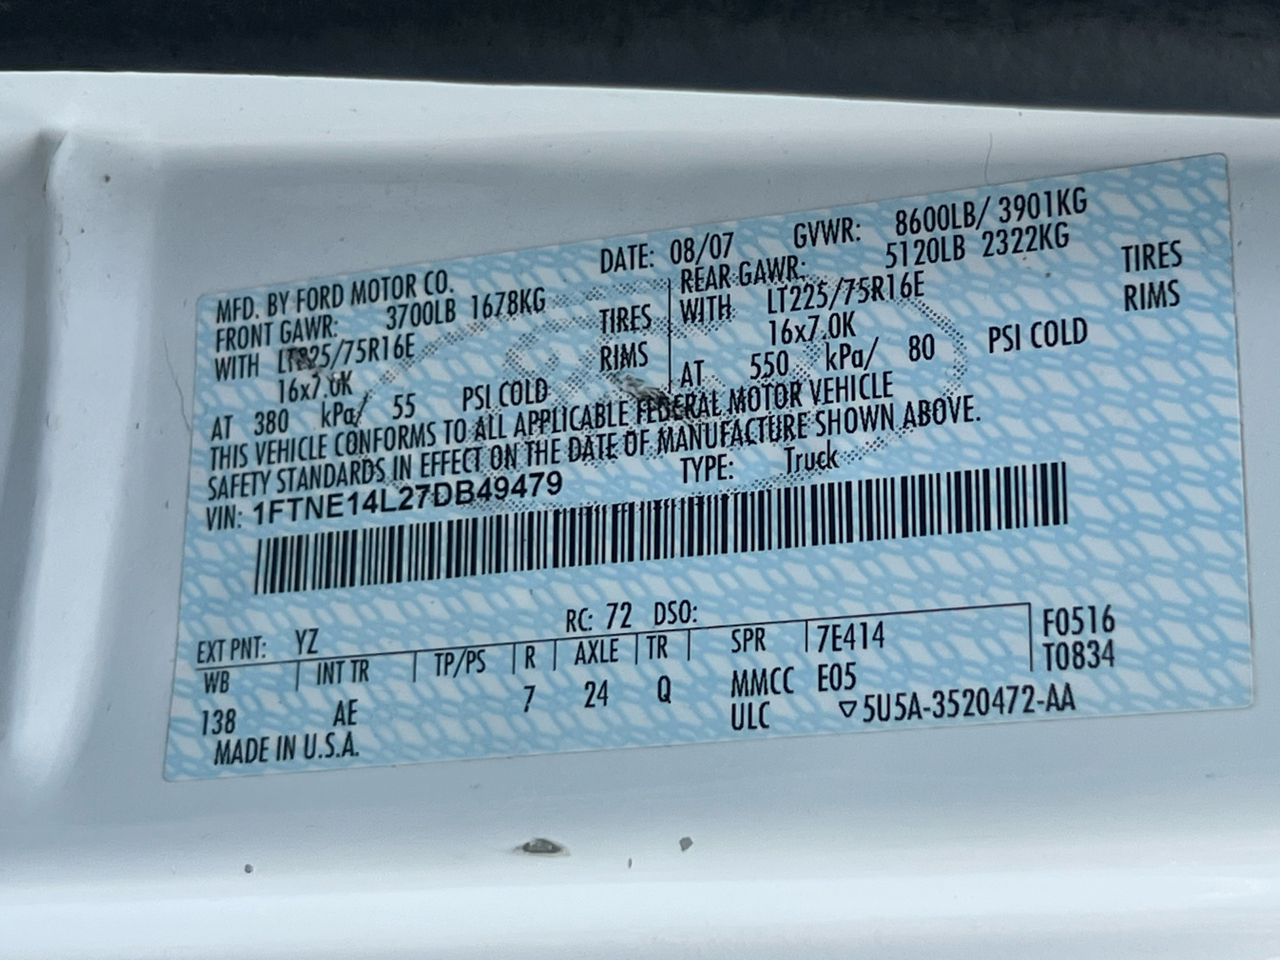 MFD. BY FORD MOTOR CO. DATE: 08/07 GVWR: 8600LB/ 3901KG
FRONT GAWR: 3700LB 1678KG REAR GAWR: 5120LB 2322KG
WITH LT225/75R16E TIRES WITH LT225/75R16E TIRES
16x7.0K RIMS 16x7.0K RIMS
AT 380 kPa/ 55 PSI COLD AT 550 kPa/ 80 PSI COLD
THIS VEHICLE CONFORMS TO ALL APPLICABLE FEDERAL MOTOR VEHICLE
SAFETY STANDARDS IN EFFECT ON THE DATE OF MANUFACTURE SHOWN ABOVE.
VIN: 1FTNE14L27DB49479 TYPE: Truck
EXT PNT: YZ RC: 72 DSO:
WB INT TR TP/PS R AXLE TR SPR 7E414 F0516
138 AE 7 24 Q MMCC E05 T0834
MADE IN U.S.A. ULC ▽5U5A-3520472-AA